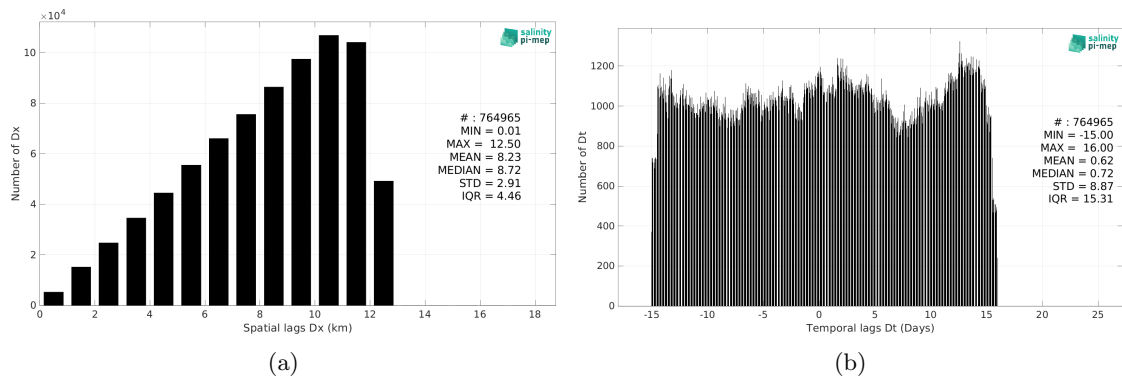 ×10⁴
10
8
6
4
2
0
Number of Dx
salinity
pi-mep
# : 764965
MIN = 0.01
MAX = 12.50
MEAN = 8.23
MEDIAN = 8.72
STD = 2.91
IQR = 4.46
0 2 4 6 8 10 12 14 16 18
Spatial lags Dx (km)
(a)
1200
1000
800
600
400
200
0
Number of Dt
salinity
pi-mep
# : 764965
MIN = -15.00
MAX = 16.00
MEAN = 0.62
MEDIAN = 0.72
STD = 8.87
IQR = 15.31
-15 -10 -5 0 5 10 15 20 25
Temporal lags Dt (Days)
(b)